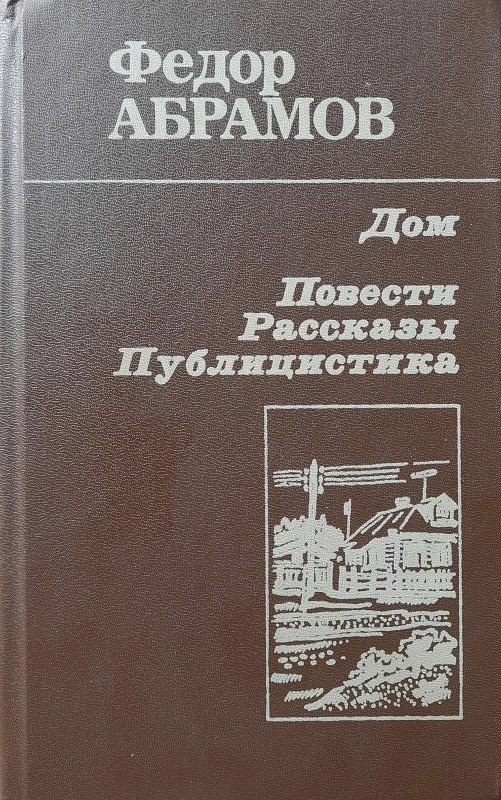 Федор
АБРАМОВ
Дом
Повести
Рассказы
Публицистика